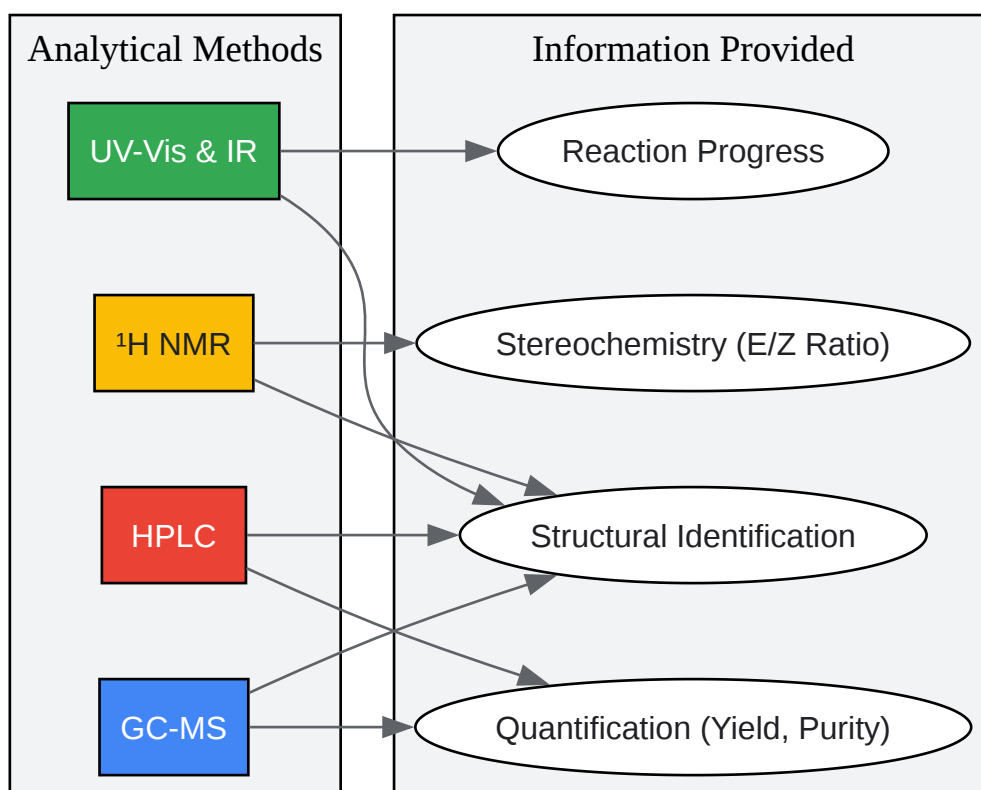 Analytical Methods
Information Provided
UV-Vis & IR
Reaction Progress
¹H NMR
Stereochemistry (E/Z Ratio)
HPLC
Structural Identification
GC-MS
Quantification (Yield, Purity)